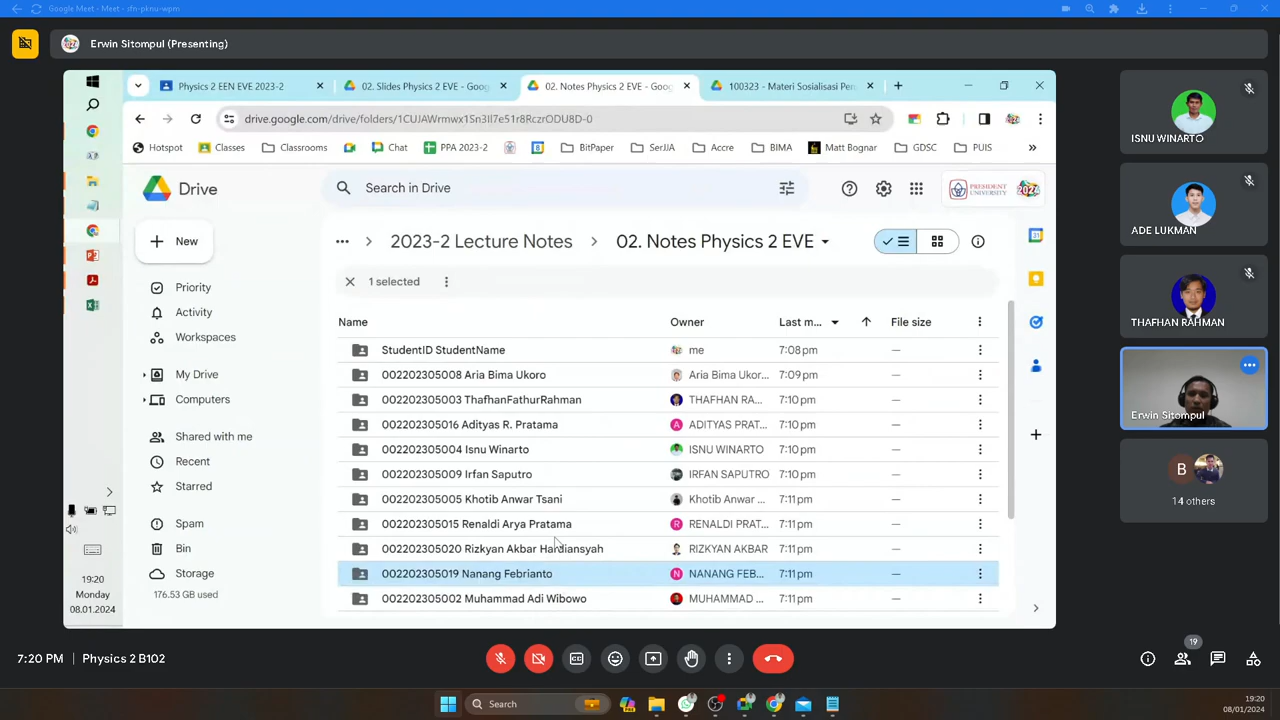 Google Meet - Meet - sfn-pknu-wpm
Erwin Sitompul (Presenting)
Physics 2 EEN EVE 2023-2
02. Slides Physics 2 EVE - Goog
02. Notes Physics 2 EVE - Goog
100323 - Materi Sosialisasi Per
drive.google.com/drive/folders/1CUJAWrmwx1Sn3Il7e51r8RczrODU8D-0
Hotspot
Classes
Classrooms
Chat
PPA 2023-2
BitPaper
SerJJA
Accre
BIMA
Matt Bognar
GDSC
PUIS
Drive
Search in Drive
PRESIDENT
UNIVERSITY
New
2023-2 Lecture Notes
02. Notes Physics 2 EVE
1 selected
Priority
Activity
Workspaces
My Drive
Computers
Shared with me
Recent
Starred
Spam
Bin
Storage
176.53 GB used
Name Owner Last m... File size
StudentID StudentName me 7:08 pm —
002202305008 Aria Bima Ukoro Aria Bima Ukoro... 7:09 pm —
002202305003 ThafhanFathurRahman THAFHAN RA... 7:10 pm —
002202305016 Adityas R. Pratama ADITYAS PRAT... 7:10 pm —
002202305004 Isnu Winarto ISNU WINARTO 7:10 pm —
002202305009 Irfan Saputro IRFAN SAPUTRO 7:10 pm —
002202305005 Khotib Anwar Tsani Khotib Anwar ... 7:11 pm —
002202305015 Renaldi Arya Pratama RENALDI PRAT... 7:11 pm —
002202305020 Rizkyan Akbar Hardiansyah RIZKYAN AKBAR 7:11 pm —
002202305019 Nanang Febrianto NANANG FEB... 7:11 pm —
002202305002 Muhammad Adi Wibowo MUHAMMAD ... 7:11 pm —
19:20
Monday
08.01.2024
ISNU WINARTO
ADE LUKMAN
THAFHAN RAHMAN
Erwin Sitompul
B
14 others
7:20 PM | Physics 2 B102
19
Search
19:20
08/01/2024